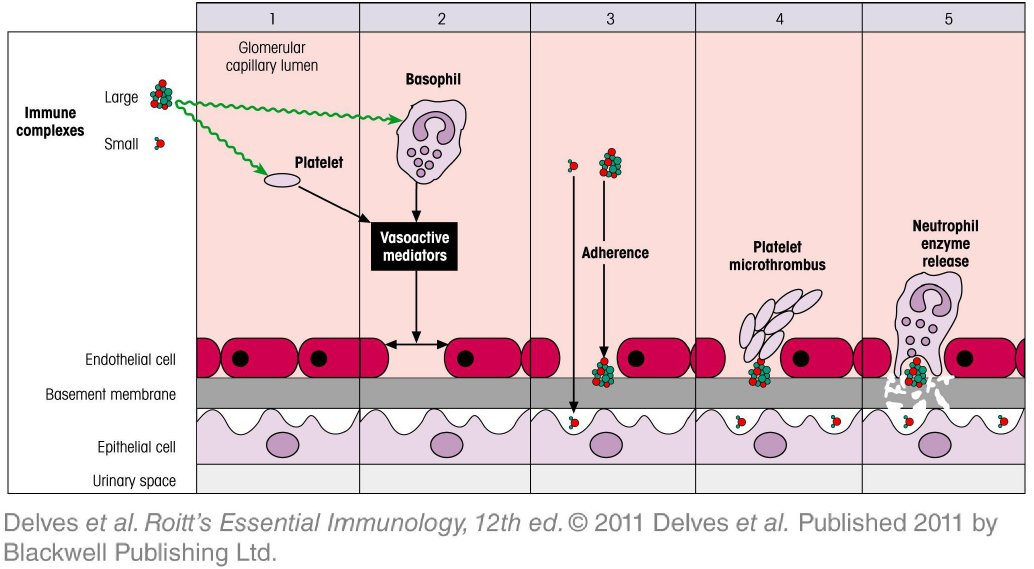 1
2
3
4
5
Glomerular
capillary lumen
Immune
complexes
Large
Small
Platelet
Basophil
Vasoactive
mediators
Adherence
Platelet
microthrombus
Neutrophil
enzyme
release
Endothelial cell
Basement membrane
Epithelial cell
Urinary space
Delves et al. Roitt's Essential Immunology, 12th ed. © 2011 Delves et al. Published 2011 by
Blackwell Publishing Ltd.